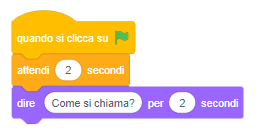 quando si clicca su
attendi 2 secondi
dire Come si chiama? per 2 secondi